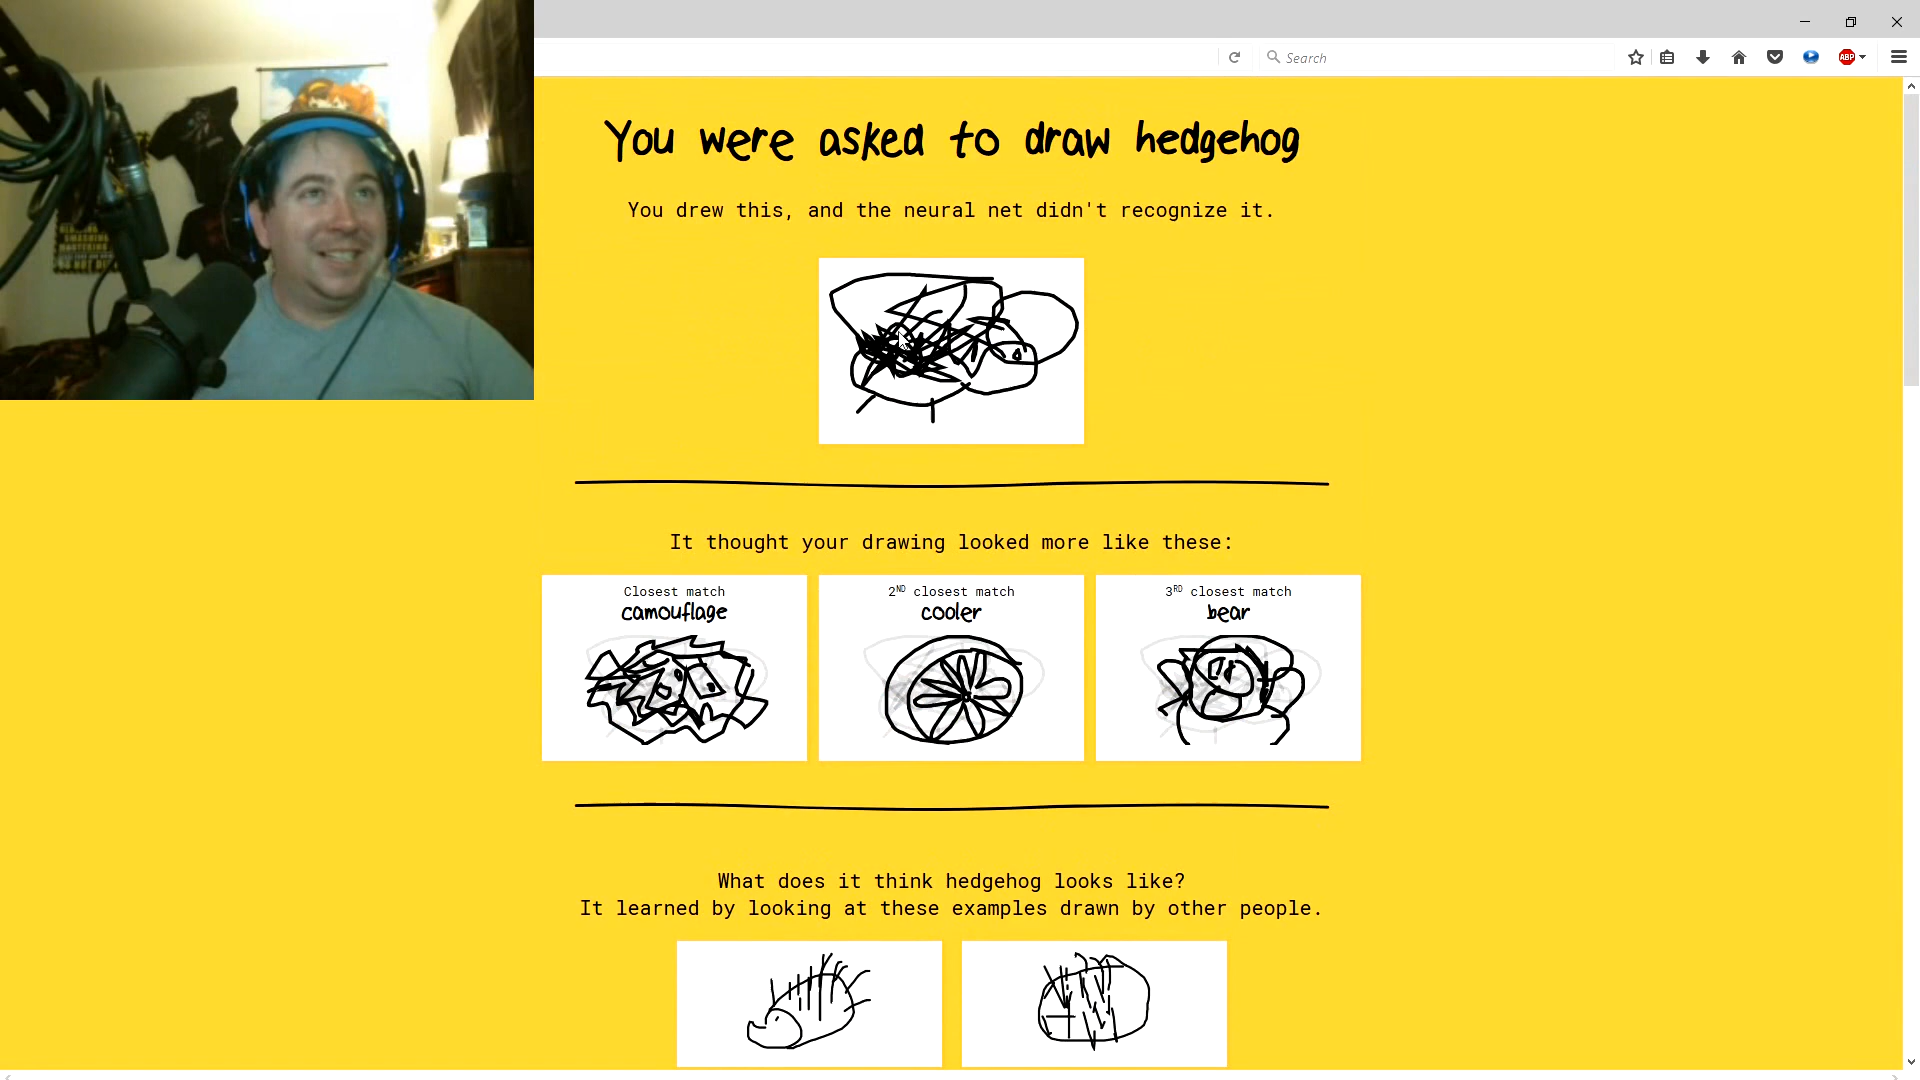 Search
ABP
You were asked to draw hedgehog
You drew this, and the neural net didn't recognize it.
It thought your drawing looked more like these:
Closest match
camouflage
2ND closest match
cooler
3RD closest match
bear
What does it think hedgehog looks like?
It learned by looking at these examples drawn by other people.